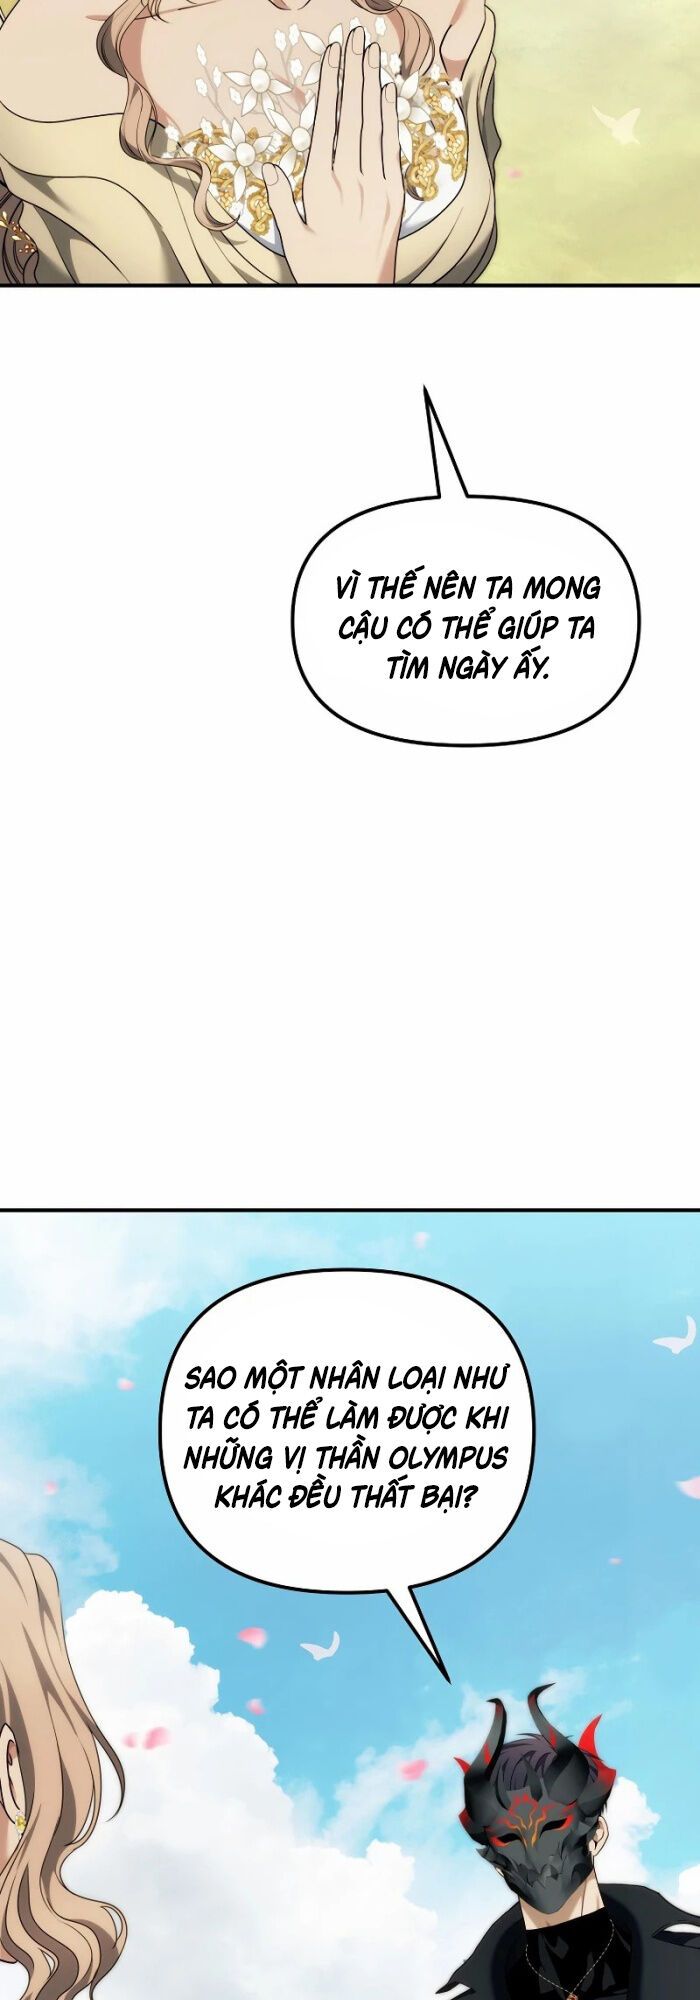 VÌ THẾ NÊN TA MONG
CẬU CÓ THỂ GIÚP TA
TÌM NGÀY ẤY.
SAO MỘT NHÂN LOẠI NHƯ
TA CÓ THỂ LÀM ĐƯỢC KHI
NHỮNG VỊ THẦN OLYMPUS
KHÁC ĐỀU THẤT BẠI?